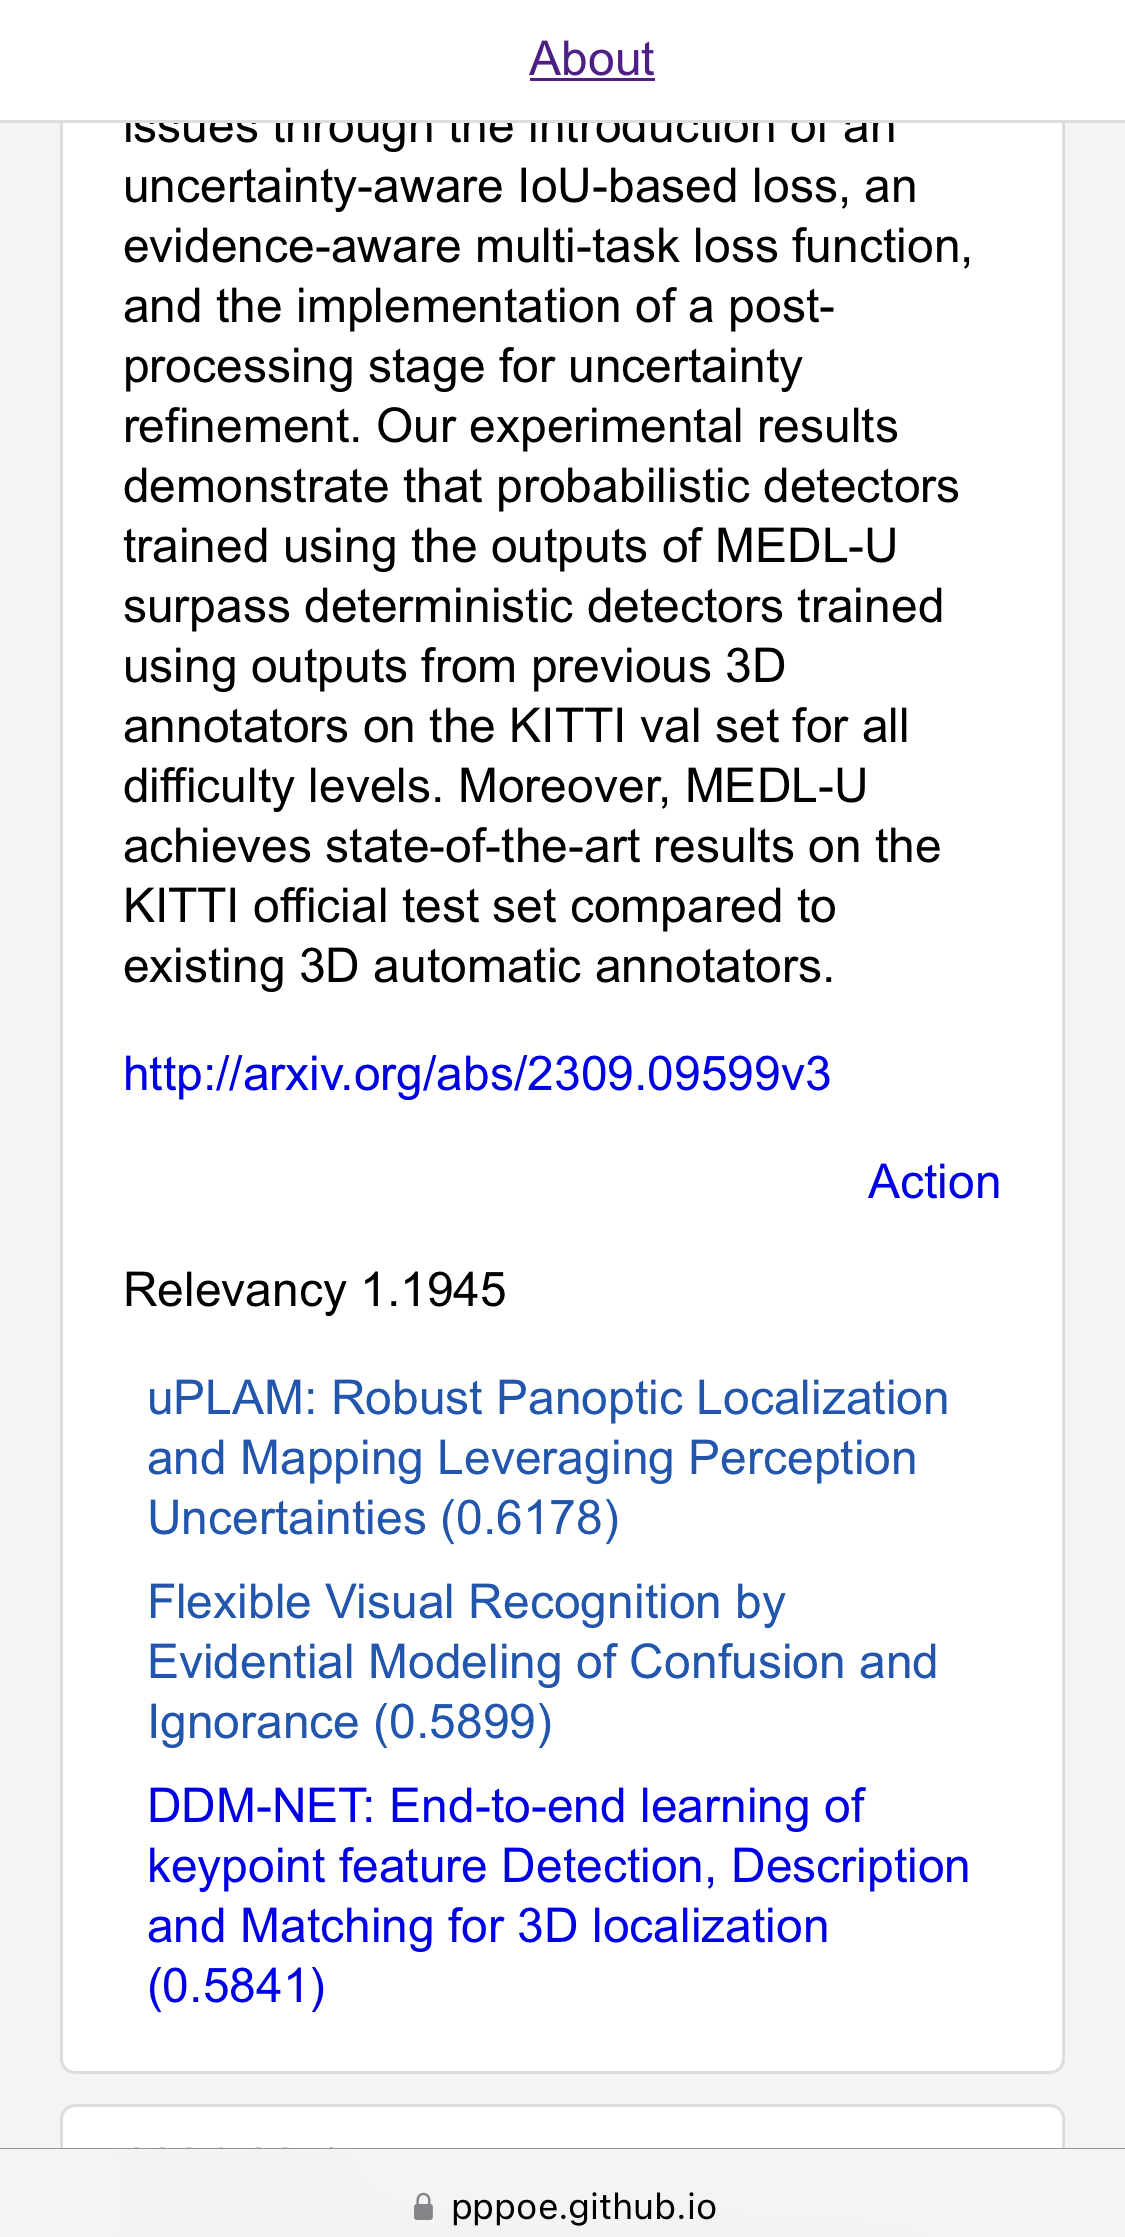 About
issues through the introduction of an
uncertainty-aware IoU-based loss, an
evidence-aware multi-task loss function,
and the implementation of a post-
processing stage for uncertainty
refinement. Our experimental results
demonstrate that probabilistic detectors
trained using the outputs of MEDL-U
surpass deterministic detectors trained
using outputs from previous 3D
annotators on the KITTI val set for all
difficulty levels. Moreover, MEDL-U
achieves state-of-the-art results on the
KITTI official test set compared to
existing 3D automatic annotators.
http://arxiv.org/abs/2309.09599v3
Action
Relevancy 1.1945
uPLAM: Robust Panoptic Localization
and Mapping Leveraging Perception
Uncertainties (0.6178)
Flexible Visual Recognition by
Evidential Modeling of Confusion and
Ignorance (0.5899)
DDM-NET: End-to-end learning of
keypoint feature Detection, Description
and Matching for 3D localization
(0.5841)
pppoe.github.io